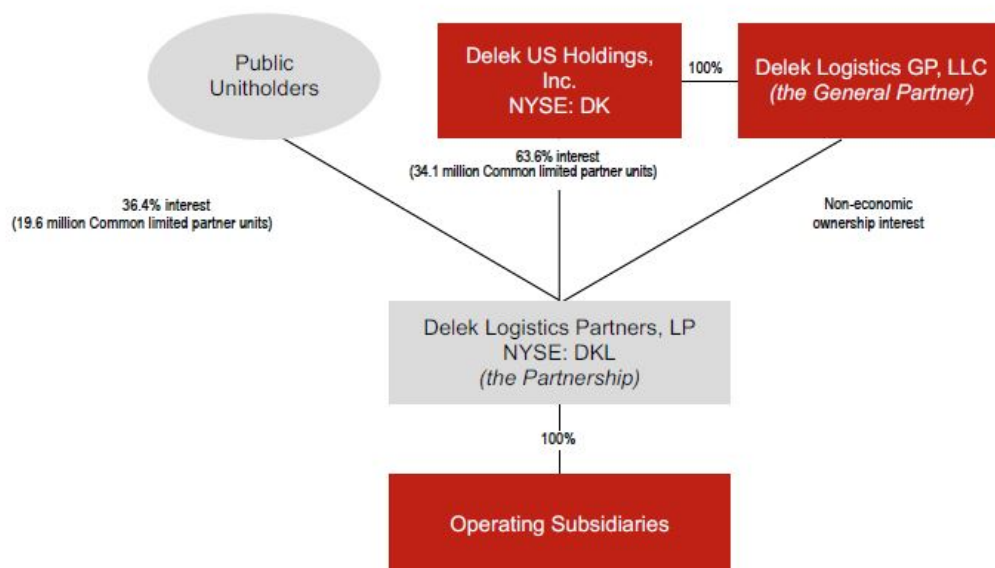 Public
Unitholders
Delek US Holdings,
Inc.
NYSE: DK
100%
Delek Logistics GP, LLC
(the General Partner)
63.6% interest
(34.1 million Common limited partner units)
36.4% interest
(19.6 million Common limited partner units)
Non-economic
ownership interest
Delek Logistics Partners, LP
NYSE: DKL
(the Partnership)
100%
Operating Subsidiaries